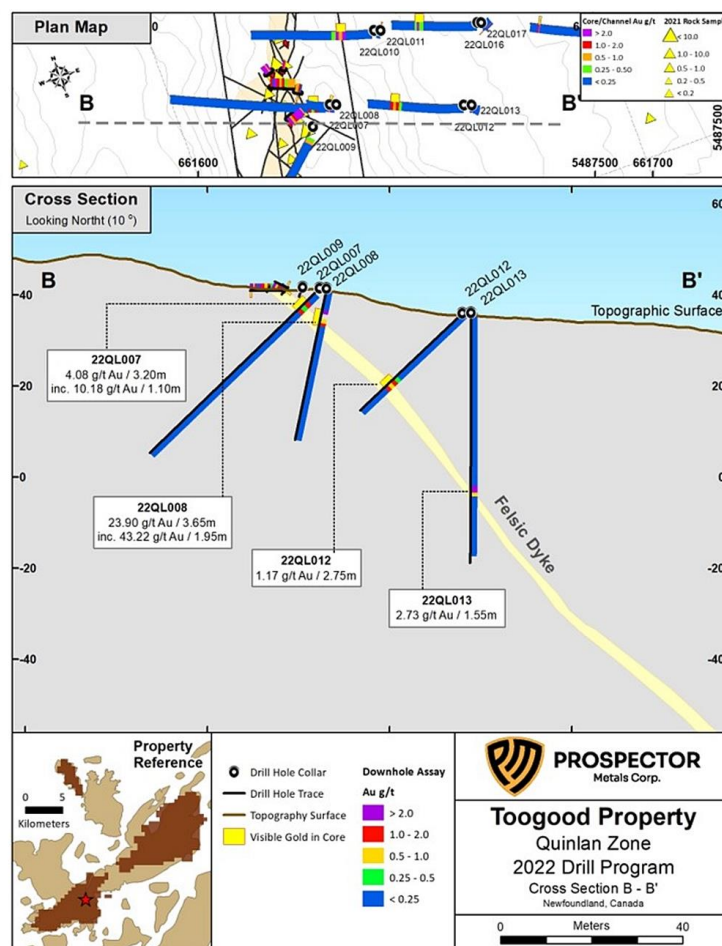 Plan Map
0
6
22QL011
22QL010
22QL017
22QL016
Core/Channel Au g/t
> 2.0
1.0 - 2.0
0.5 - 1.0
0.25 - 0.50
< 0.25
2021 Rock Sampl
< 10.0
1.0 - 10.0
0.5 - 1.0
0.2 - 0.5
< 0.2
N
E
S
W
B
B'
22QL008
22QL007
22QL009
22QL013
22QL012
5487500
661600
5487500
661700
Cross Section
Looking Northt (10 °)
60
B
B'
22QL009
22QL007
22QL008
22QL012
22QL013
40
40
Topographic Surface
22QL007
4.08 g/t Au / 3.20m
inc. 10.18 g/t Au / 1.10m
20
20
22QL008
23.90 g/t Au / 3.65m
inc. 43.22 g/t Au / 1.95m
0
0
22QL012
1.17 g/t Au / 2.75m
Felsic Dyke
-20
-20
22QL013
2.73 g/t Au / 1.55m
-40
-40
Property
Reference
0 5
Kilometers
Drill Hole Collar
Drill Hole Trace
Topography Surface
Visible Gold in Core
Downhole Assay
Au g/t
> 2.0
1.0 - 2.0
0.5 - 1.0
0.25 - 0.5
< 0.25
PROSPECTOR
Metals Corp.
Toogood Property
Quinlan Zone
2022 Drill Program
Cross Section B - B'
Newfoundland, Canada
Meters
0 20 40